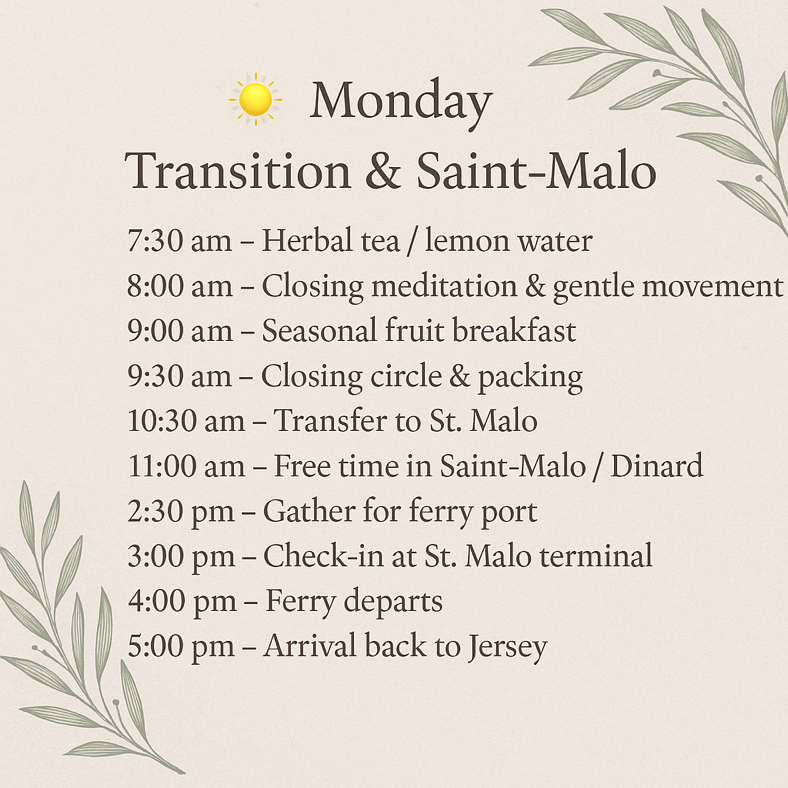 ☀️ Monday
Transition & Saint-Malo
7:30 am – Herbal tea / lemon water
8:00 am – Closing meditation & gentle movement
9:00 am – Seasonal fruit breakfast
9:30 am – Closing circle & packing
10:30 am – Transfer to St. Malo
11:00 am – Free time in Saint-Malo / Dinard
2:30 pm – Gather for ferry port
3:00 pm – Check-in at St. Malo terminal
4:00 pm – Ferry departs
5:00 pm – Arrival back to Jersey